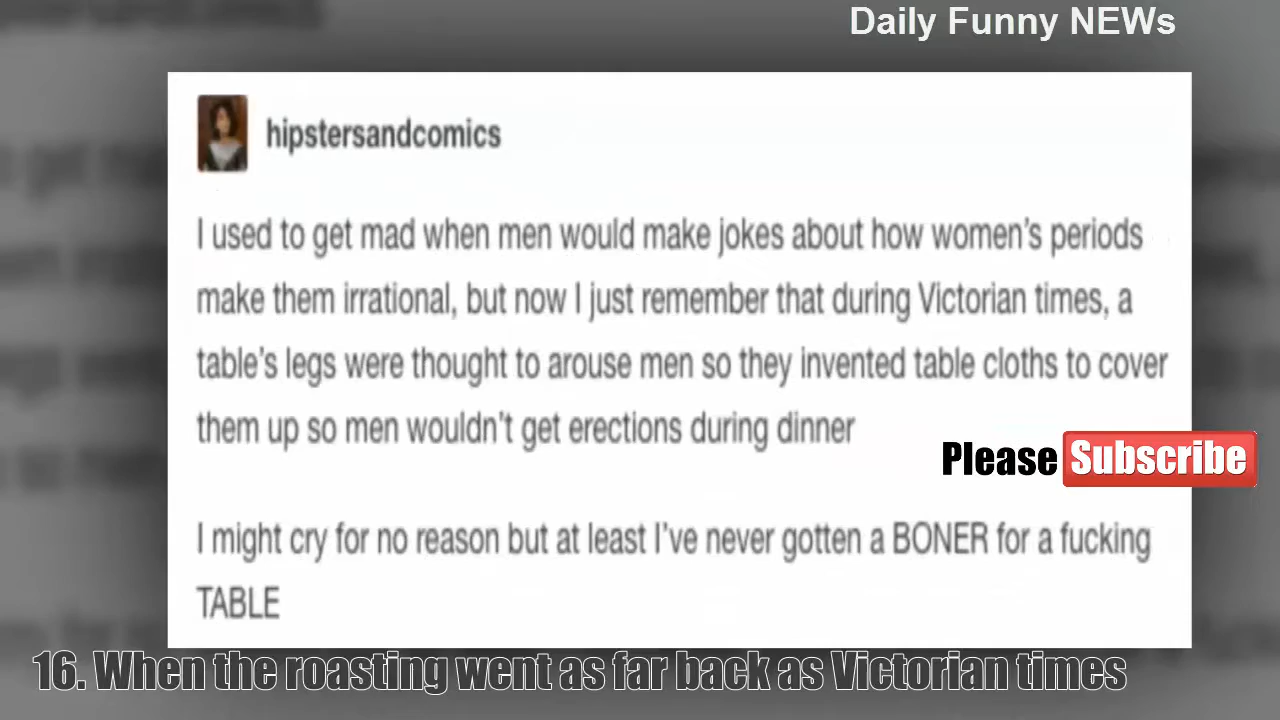 Daily Funny NEWs
hipstersandcomics
I used to get mad when men would make jokes about how women's periods
make them irrational, but now I just remember that during Victorian times, a
table's legs were thought to arouse men so they invented table cloths to cover
them up so men wouldn't get erections during dinner
Please Subscribe
I might cry for no reason but at least I've never gotten a BONER for a fucking
TABLE
16. When the roasting went as far back as Victorian times